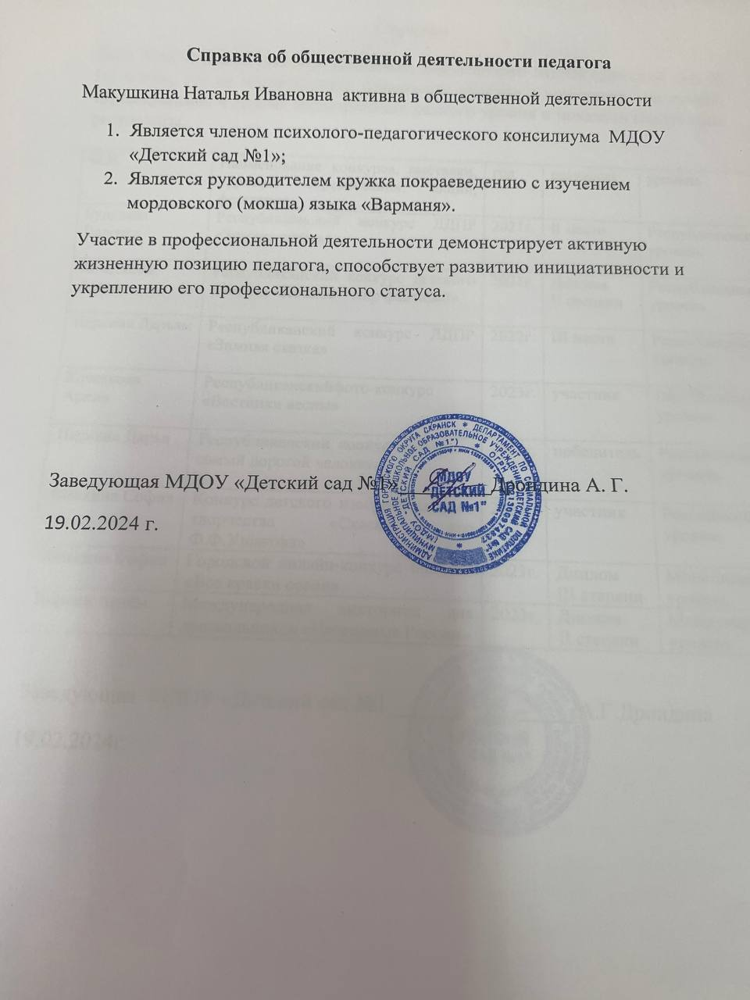 Справка об общественной деятельности педагога
Макушкина Наталья Ивановна активна в общественной деятельности
1. Является членом психолого-педагогического консилиума МДОУ
«Детский сад №1»;
2. Является руководителем кружка покраеведению с изучением
мордовского (мокша) языка «Варманя».
Участие в профессиональной деятельности демонстрирует активную
жизненную позицию педагога, способствует развитию инициативности и
укреплению его профессионального статуса.
Заведующая МДОУ «Детский сад №1» Дрондина А. Г.
19.02.2024 г.
МДОУ
"ДЕТСКИЙ
САД №1"